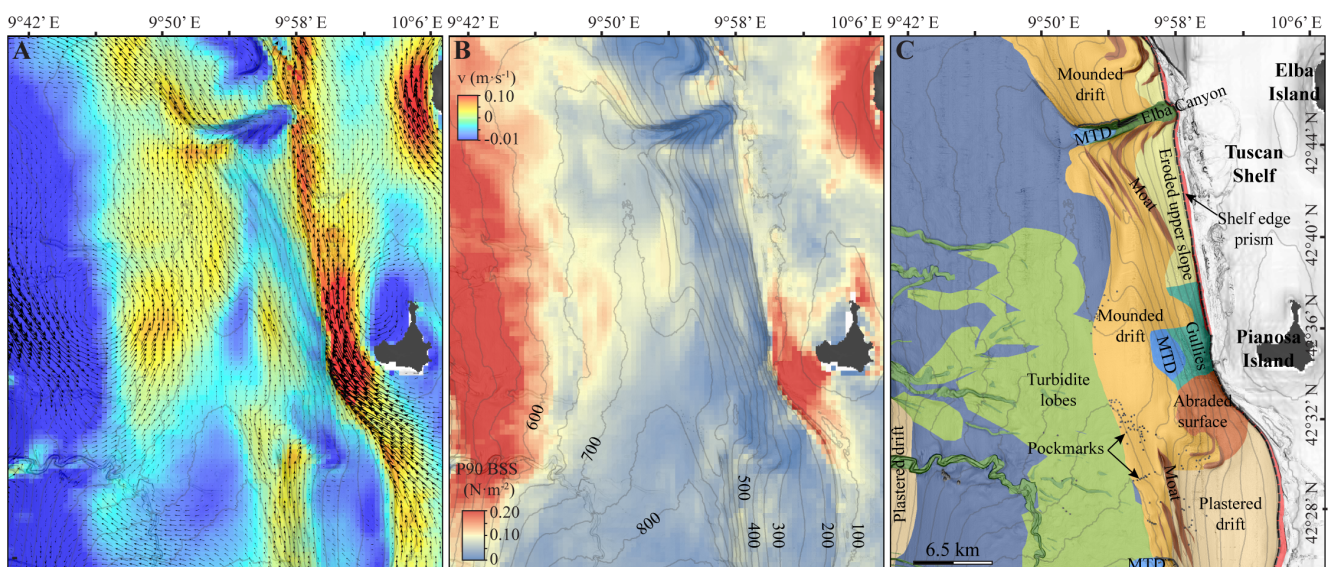 9°42' E 9°50' E 9°58' E 10°6' E
9°50' E 9°58' E
9°42' E 9°50' E 9°58' E 10°6' E
A
B
v (m·s⁻¹)
0.10
0
-0.01
600
700
800
500
400
300
200
100
P90 BSS
(N·m⁻²)
0.20
0.10
0
C
Mounded
drift
Elba
Island
Elba Canyon
MTD
Tuscan
Shelf
Moat
Eroded upper slope
Shelf edge
prism
Mounded
drift
MTD
Gullies
Pianosa
Island
Turbidite
lobes
Abraded
surface
Pockmarks
Plastered drift
Moat
Plastered
drift
6.5 km
MTD
42°44' N
42°40' N
42°36' N
42°32' N
42°28' N